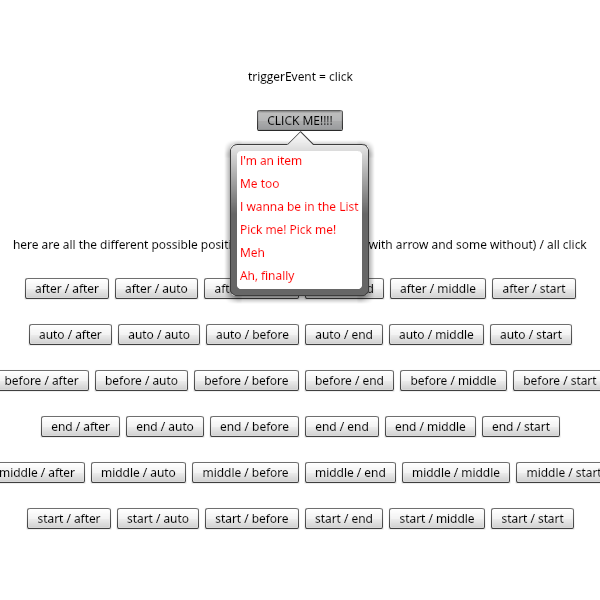 triggerEvent = click
CLICK ME!!!!
I'm an item
Me too
I wanna be in the List
Pick me! Pick me!
Meh
Ah, finally
here are all the different possible with arrow and some without) / all click
after / after after / auto after / middle after / start
auto / after auto / auto auto / before auto / end auto / middle auto / start
before / after before / auto before / before before / end before / middle before / start
end / after end / auto end / before end / end end / middle end / start
middle / after middle / auto middle / before middle / end middle / middle middle / start
start / after start / auto start / before start / end start / middle start / start